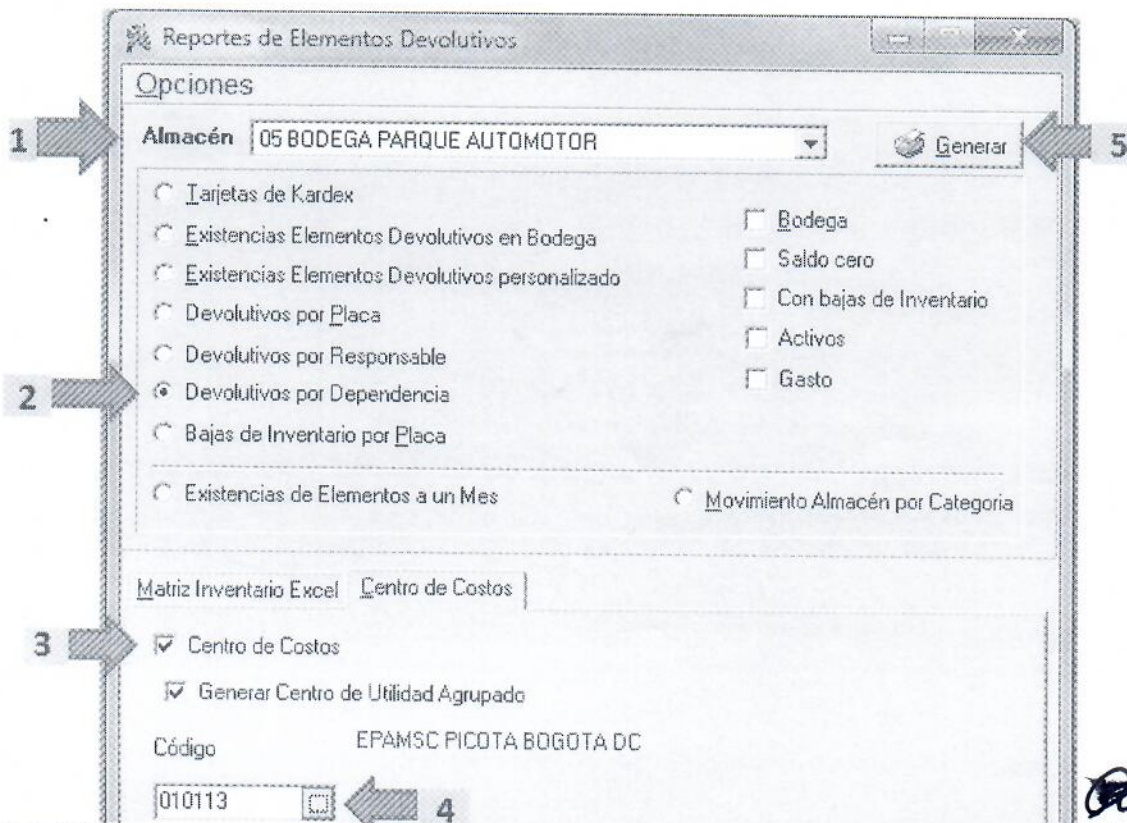 Reportes de Elementos Devolutivos
Opciones
1 Almacén 05 BODEGA PARQUE AUTOMOTOR Generar 5
Tarjetas de Kardex
Existencias Elementos Devolutivos en Bodega
Existencias Elementos Devolutivos personalizado
Devolutivos por Placa
Devolutivos por Responsable
2 Devolutivos por Dependencia
Bajas de Inventario por Placa
Bodega
Saldo cero
Con bajas de Inventario
Activos
Gasto
Existencias de Elementos a un Mes Movimiento Almacén por Categoria
Matriz Inventario Excel Centro de Costos
3 Centro de Costos
Generar Centro de Utilidad Agrupado
Código EPAMSC PICOTA BOGOTA DC
010113 4